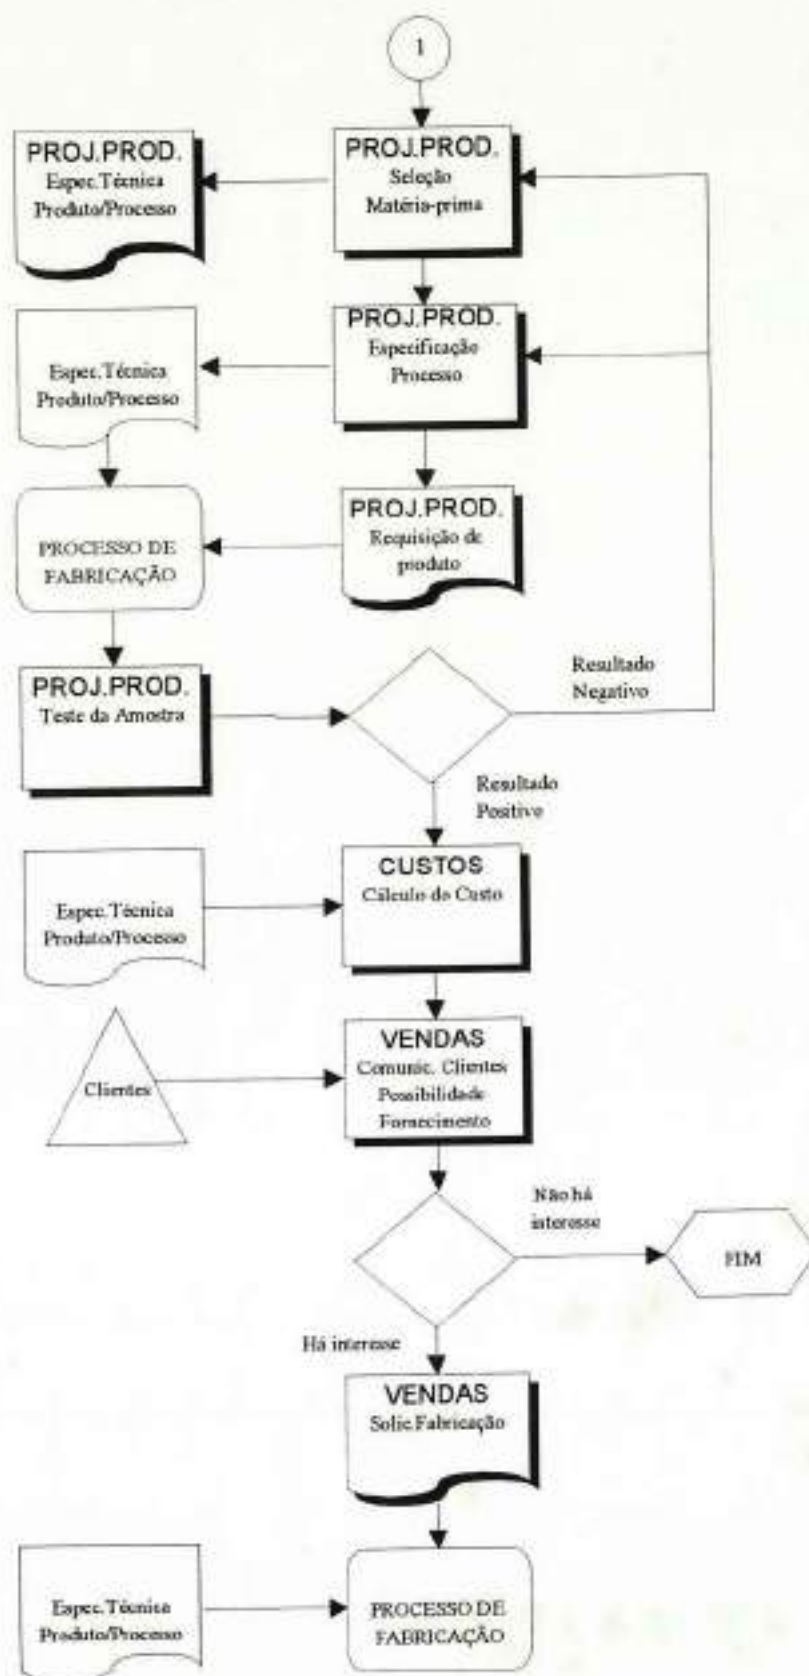 1
PROJ.PROD.
Espec.Técnica
Produto/Processo
PROJ.PROD.
Seleção
Matéria-prima
Espec.Técnica
Produto/Processo
PROJ.PROD.
Especificação
Processo
PROCESSO DE
FABRICAÇÃO
PROJ.PROD.
Requisição de
produto
PROJ.PROD.
Teste da Amostra
Resultado
Negativo
Resultado
Positivo
Espec.Técnica
Produto/Processo
CUSTOS
Cálculo do Custo
Clientes
VENDAS
Comunic. Clientes
Possibilidade
Fornecimento
Não há
interesse
FIM
Há interesse
VENDAS
Solic.Fabricação
Espec.Técnica
Produto/Processo
PROCESSO DE
FABRICAÇÃO